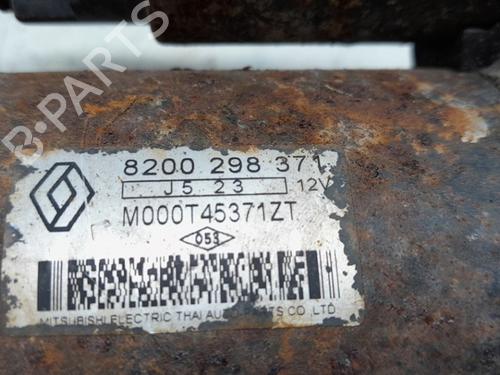 B-PARTS
8200 298 371
J5 23 12V
M000T45371ZT
053
MITSUBISHI ELECTRIC THAI AUTO PARTS CO.,LTD.